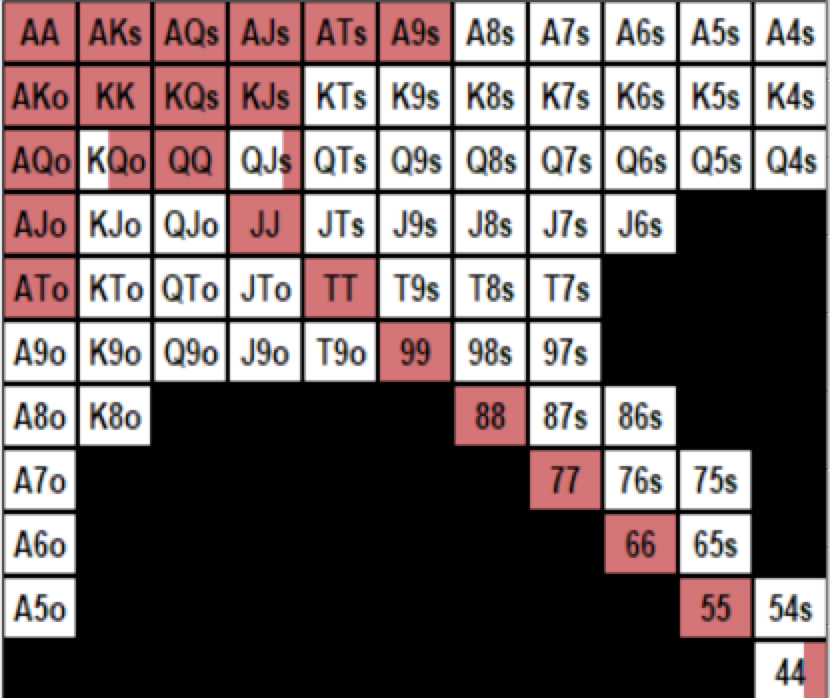 AA AKs AQs AJs ATs A9s A8s A7s A6s A5s A4s
AKo KK KQs KJs KTs K9s K8s K7s K6s K5s K4s
AQo KQo QQ QJs QTs Q9s Q8s Q7s Q6s Q5s Q4s
AJo KJo QJo JJ JTs J9s J8s J7s J6s
ATo KTo QTo JTo TT T9s T8s T7s
A9o K9o Q9o J9o T9o 99 98s 97s
A8o K8o 88 87s 86s
A7o 77 76s 75s
A6o 66 65s
A5o 55 54s
44